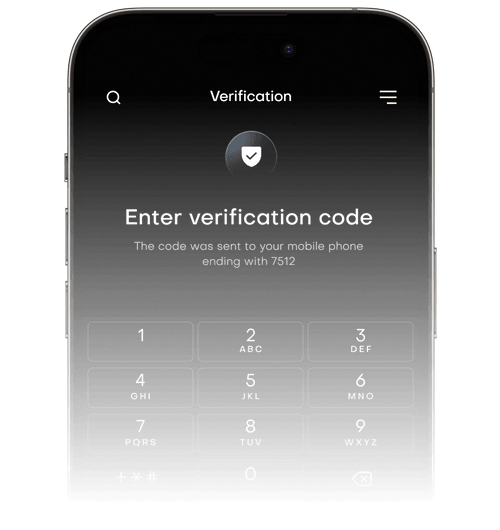 Verification
Enter verification code
The code was sent to your mobile phone
ending with 7512
1 2 3
ABC DEF
4 5 6
GHI JKL MNO
7 8 9
PQRS TUV WXYZ
+*# 0